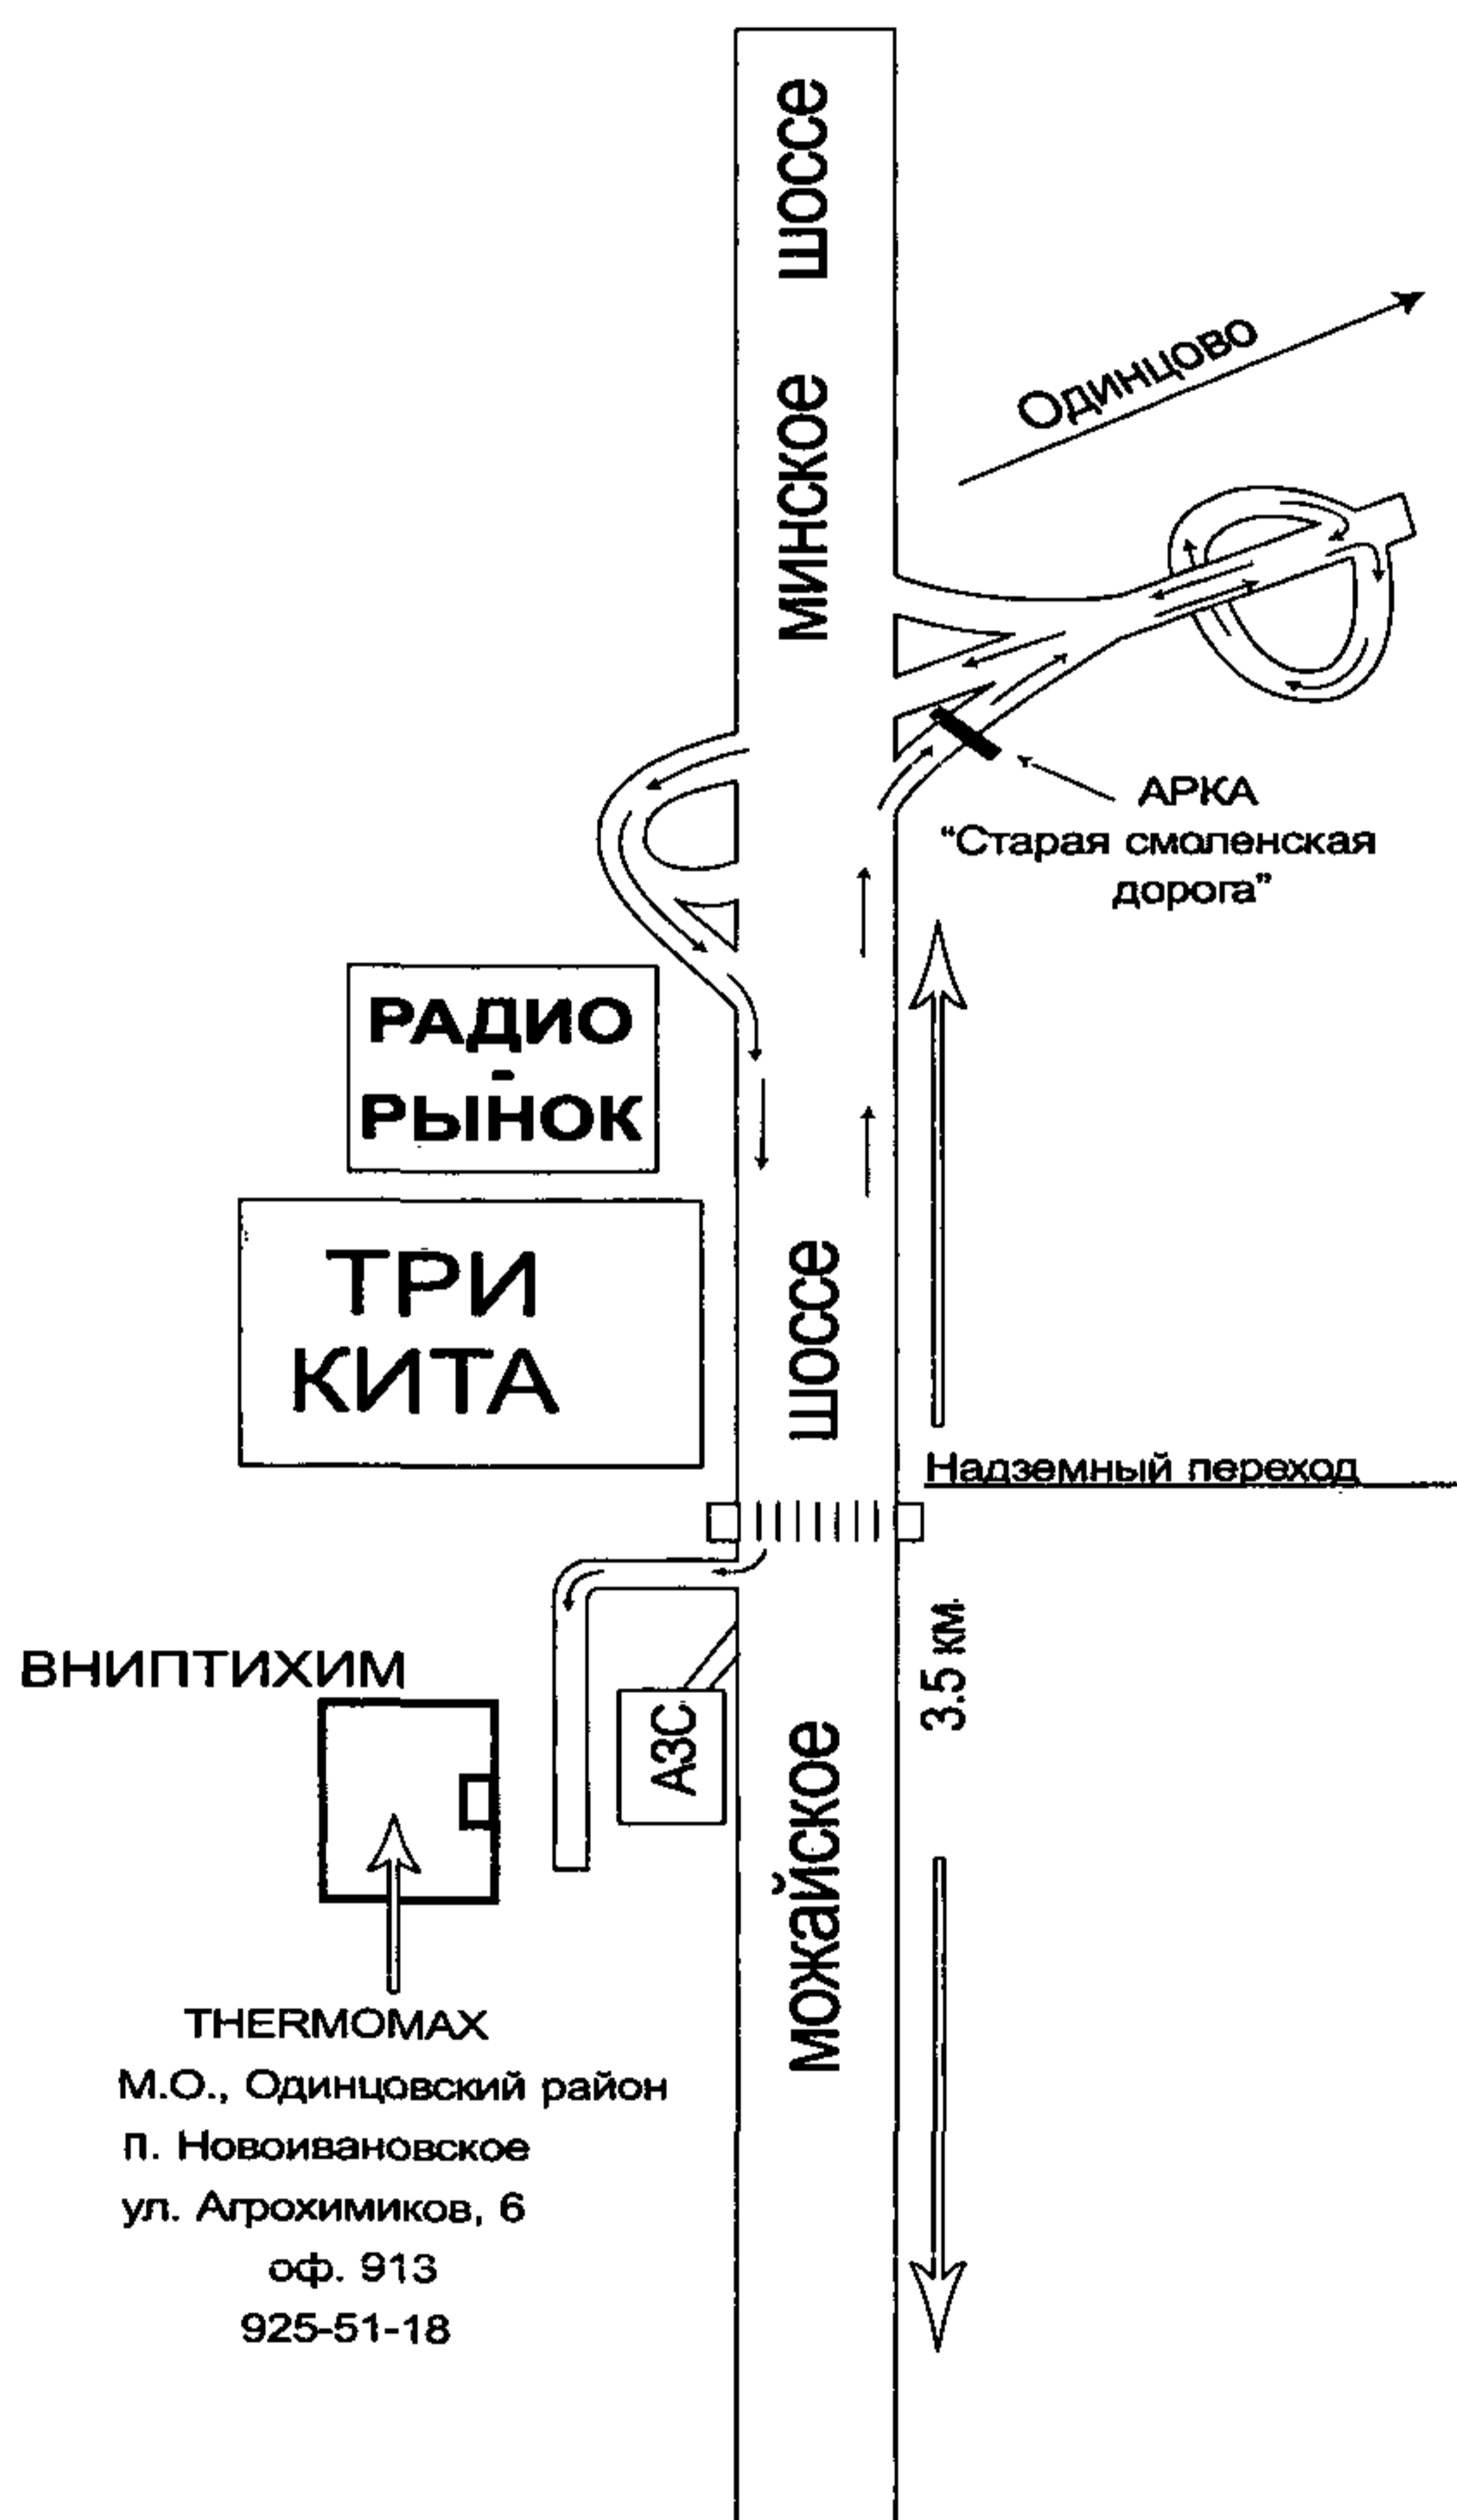 МИНСКОЕ ШОССЕ
Одинцово
АРКА
“Старая смоленская
дорога”
РАДИО
-
РЫНОК
ТРИ
КИТА
Надземный переход
МОЖАЙСКОЕ ШОССЕ
3,5 км.
ВНИПТИХИМ
АЗС
THERMOMAX
М.О., Одинцовский район
п. Новоивановское
ул. Агрохимиков, 6
оф. 913
925-51-18